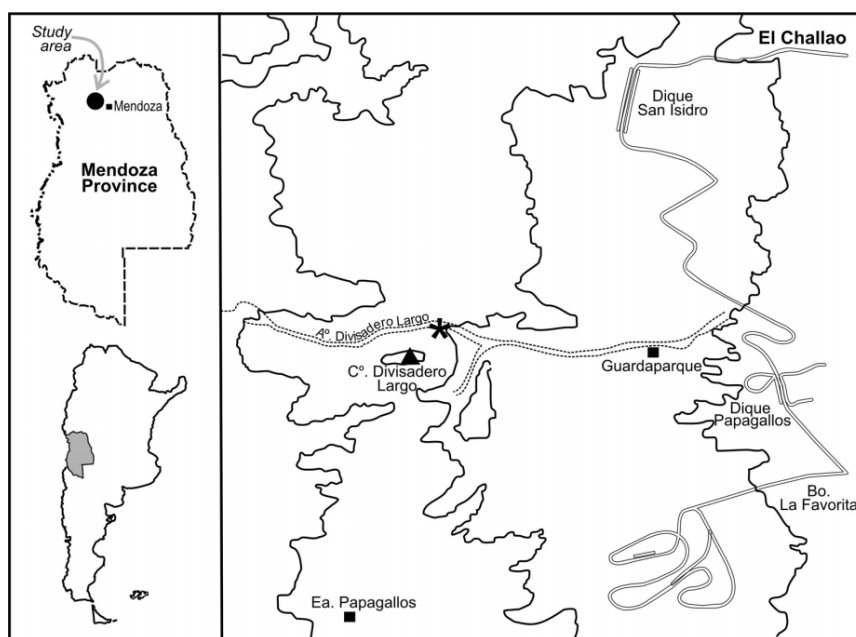 Study
area
Mendoza
Mendoza
Province
El Challao
Dique
San Isidro
Aº. Divisadero Largo
Cº. Divisadero
Largo
Guardaparque
Dique
Papagallos
Bo.
La Favorita
Ea. Papagallos